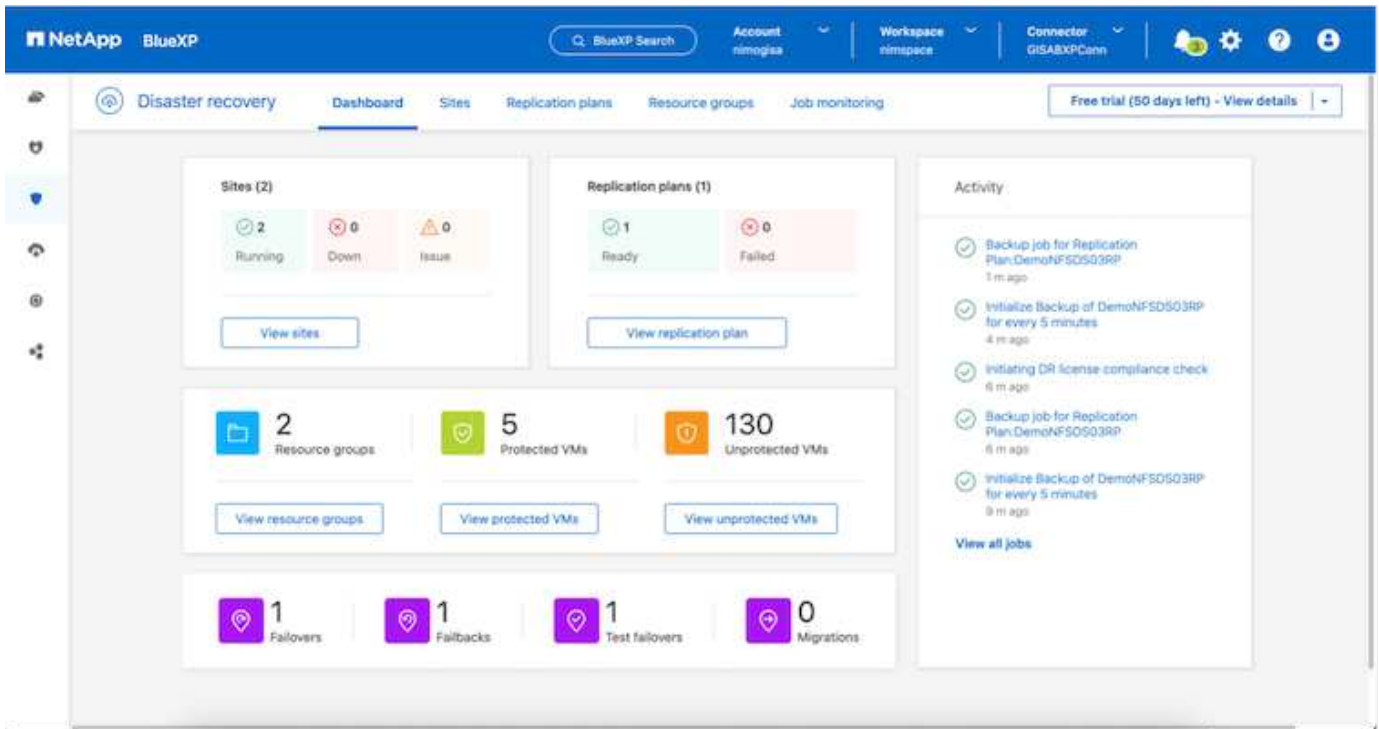 NetApp BlueXP
BlueXP Search
Account
nimogisa
Workspace
nimspace
Connector
GISABXPConn
3
Disaster recovery
Dashboard
Sites
Replication plans
Resource groups
Job monitoring
Free trial (50 days left) - View details
Sites (2)
2
Running
0
Down
0
Issue
View sites
Replication plans (1)
1
Ready
0
Failed
View replication plan
2
Resource groups
View resource groups
5
Protected VMs
View protected VMs
130
Unprotected VMs
View unprotected VMs
1
Failovers
1
Failbacks
1
Test failovers
0
Migrations
Activity
Backup job for Replication
Plan:DemoNFSDS03RP
1 m ago
Initialize Backup of DemoNFSDS03RP
for every 5 minutes
4 m ago
Initiating DR license compliance check
6 m ago
Backup job for Replication
Plan:DemoNFSDS03RP
6 m ago
Initialize Backup of DemoNFSDS03RP
for every 5 minutes
9 m ago
View all jobs